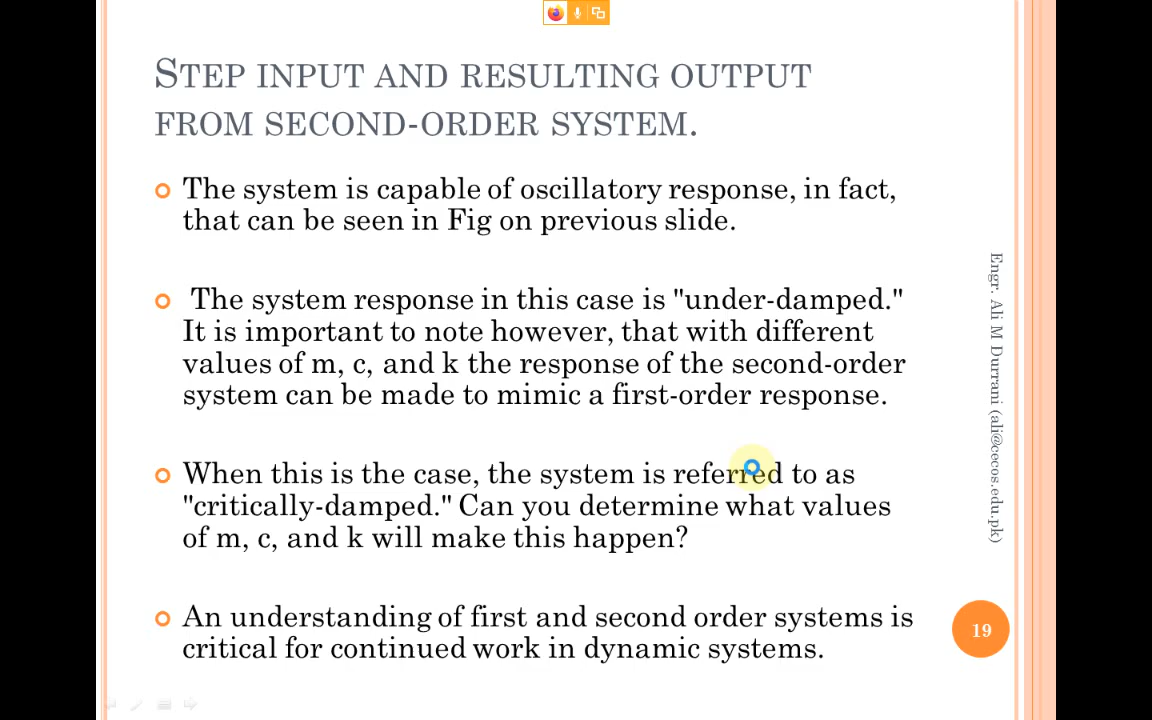 STEP INPUT AND RESULTING OUTPUT
FROM SECOND-ORDER SYSTEM.
The system is capable of oscillatory response, in fact,
that can be seen in Fig on previous slide.
The system response in this case is "under-damped."
It is important to note however, that with different
values of m, c, and k the response of the second-order
system can be made to mimic a first-order response.
When this is the case, the system is referred to as
"critically-damped." Can you determine what values
of m, c, and k will make this happen?
An understanding of first and second order systems is
critical for continued work in dynamic systems.
Engr. Ali M Durrani (ali@cecos.edu.pk)
19